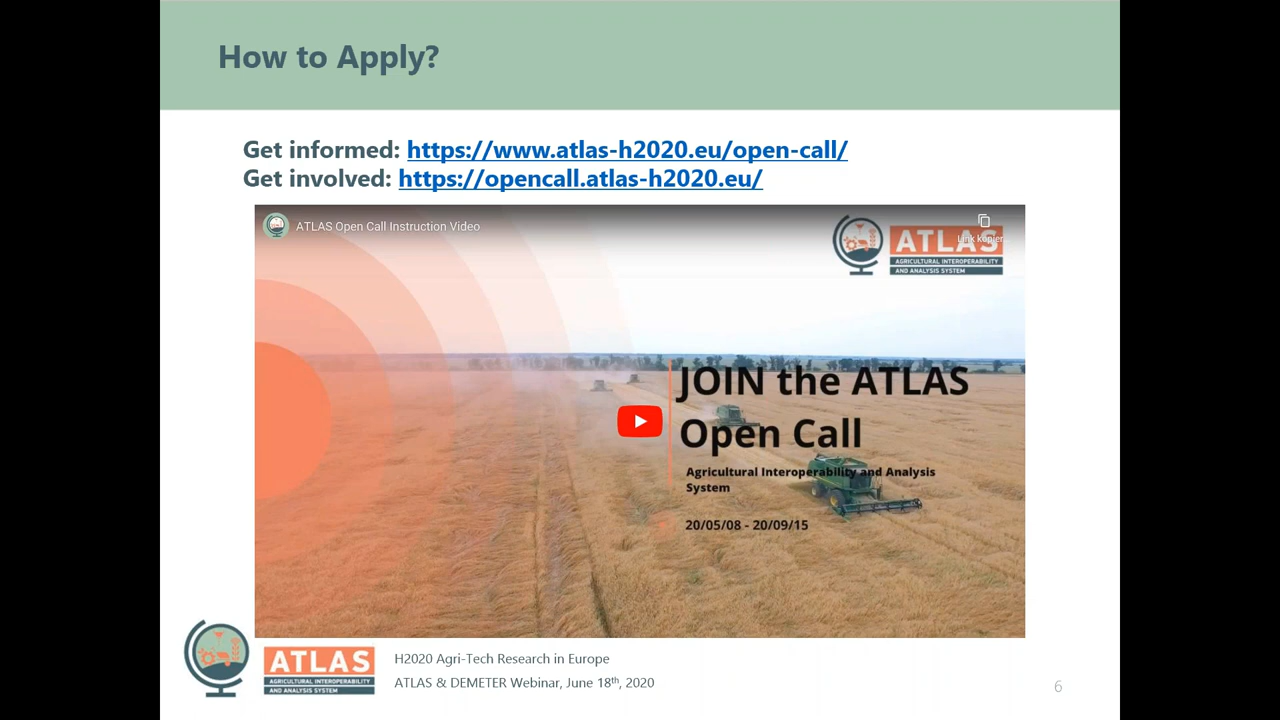 How to Apply?
Get informed: https://www.atlas-h2020.eu/open-call/
Get involved: https://opencall.atlas-h2020.eu/
ATLAS Open Call Instruction Video
Link kopier...
ATLAS
AGRICULTURAL INTEROPERABILITY
AND ANALYSIS SYSTEM
JOIN the ATLAS
Open Call
Agricultural Interoperability and Analysis
System
20/05/08 - 20/09/15
ATLAS
AGRICULTURAL INTEROPERABILITY
AND ANALYSIS SYSTEM
H2020 Agri-Tech Research in Europe
ATLAS & DEMETER Webinar, June 18th, 2020
6